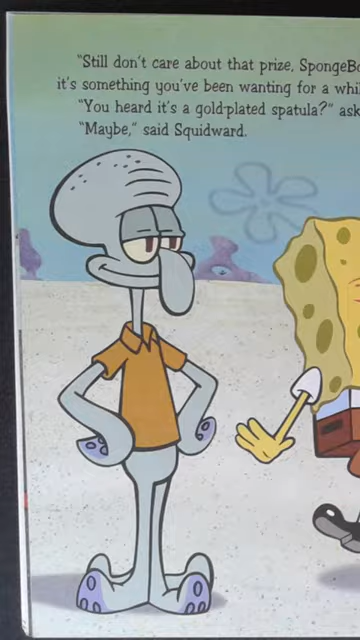 "Still don't care about that prize, SpongeBo
it's something you've been wanting for a whi
"You heard it's a gold-plated spatula?" ask
"Maybe," said Squidward.